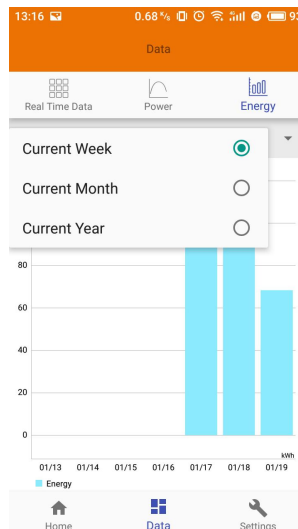 13:16 0.68 K/s 4G 93
Data
Real Time Data Power Energy
Current Week
Current Month
Current Year
80
60
40
20
0
kWh
01/13 01/14 01/15 01/16 01/17 01/18 01/19
Energy
Home Data Settings